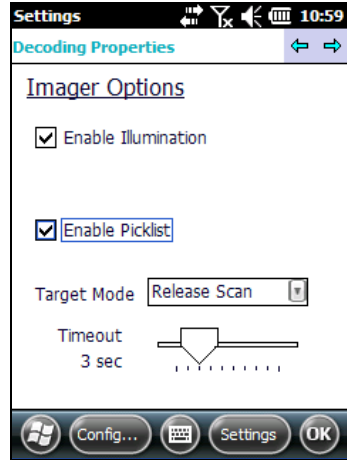 Settings 10:59
Decoding Properties
Imager Options
Enable Illumination
Enable Picklist
Target Mode Release Scan
Timeout
3 sec
Config... Settings OK